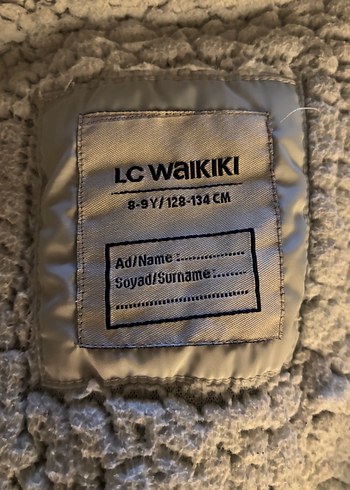 LC WAIKIKI
8-9 Y / 128-134 CM
Ad/Name :.................
Soyad/Surname :.......
..............................